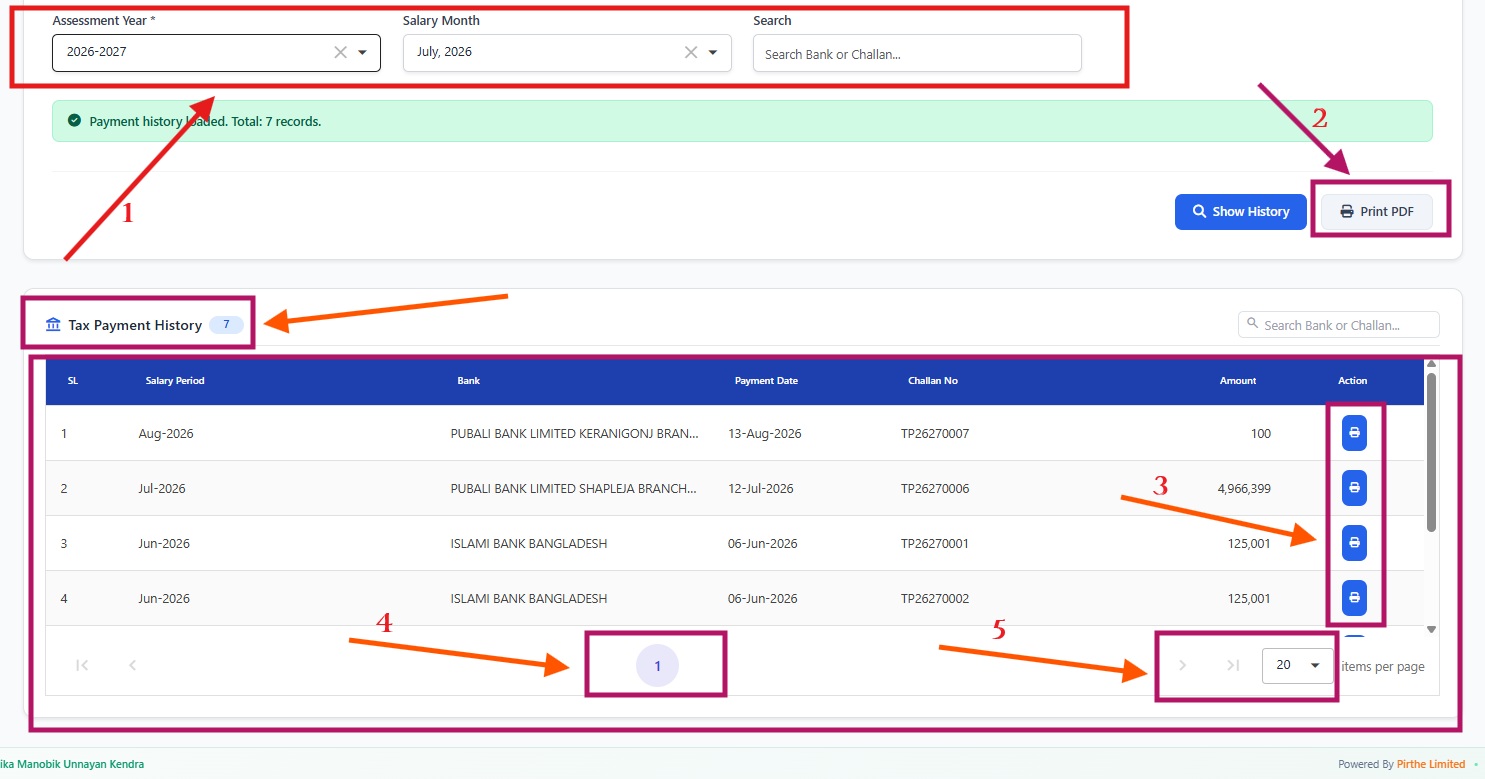 Assessment Year * Salary Month Search
2026-2027 July, 2026 Search Bank or Challan...
Payment history loaded. Total: 7 records.
2
1
Show History Print PDF
Tax Payment History 7 Search Bank or Challan...
SL Salary Period Bank Payment Date Challan No Amount Action
1 Aug-2026 PUBALI BANK LIMITED KERANIGONJ BRAN... 13-Aug-2026 TP26270007 100
2 Jul-2026 PUBALI BANK LIMITED SHAPLEJA BRANCH... 12-Jul-2026 TP26270006 4,966,399
3
3 Jun-2026 ISLAMI BANK BANGLADESH 06-Jun-2026 TP26270001 125,001
4 Jun-2026 ISLAMI BANK BANGLADESH 06-Jun-2026 TP26270002 125,001
4 5
1 20 items per page
ika Manobik Unnayan Kendra Powered By Pirthe Limited